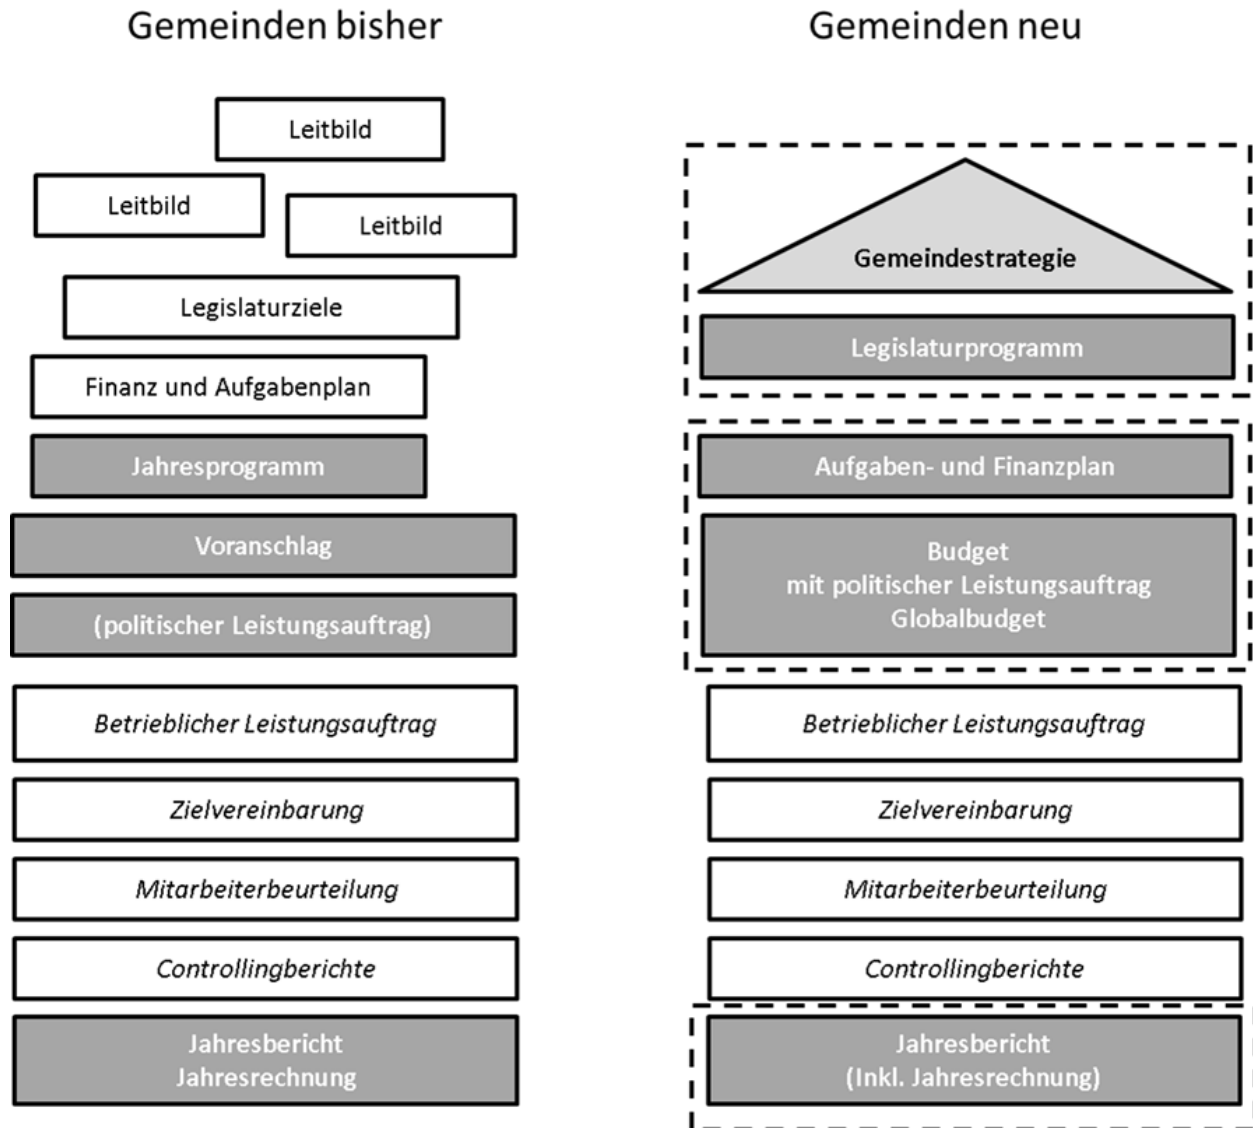 Gemeinden bisher
Leitbild
Leitbild
Leitbild
Legislaturziele
Finanz und Aufgabenplan
Jahresprogramm
Voranschlag
(politischer Leistungsauftrag)
Betrieblicher Leistungsauftrag
Zielvereinbarung
Mitarbeiterbeurteilung
Controllingberichte
Jahresbericht
Jahresrechnung
Gemeinden neu
Gemeindestrategie
Legislaturprogramm
Aufgaben- und Finanzplan
Budget
mit politischer Leistungsauftrag
Globalbudget
Betrieblicher Leistungsauftrag
Zielvereinbarung
Mitarbeiterbeurteilung
Controllingberichte
Jahresbericht
(Inkl. Jahresrechnung)